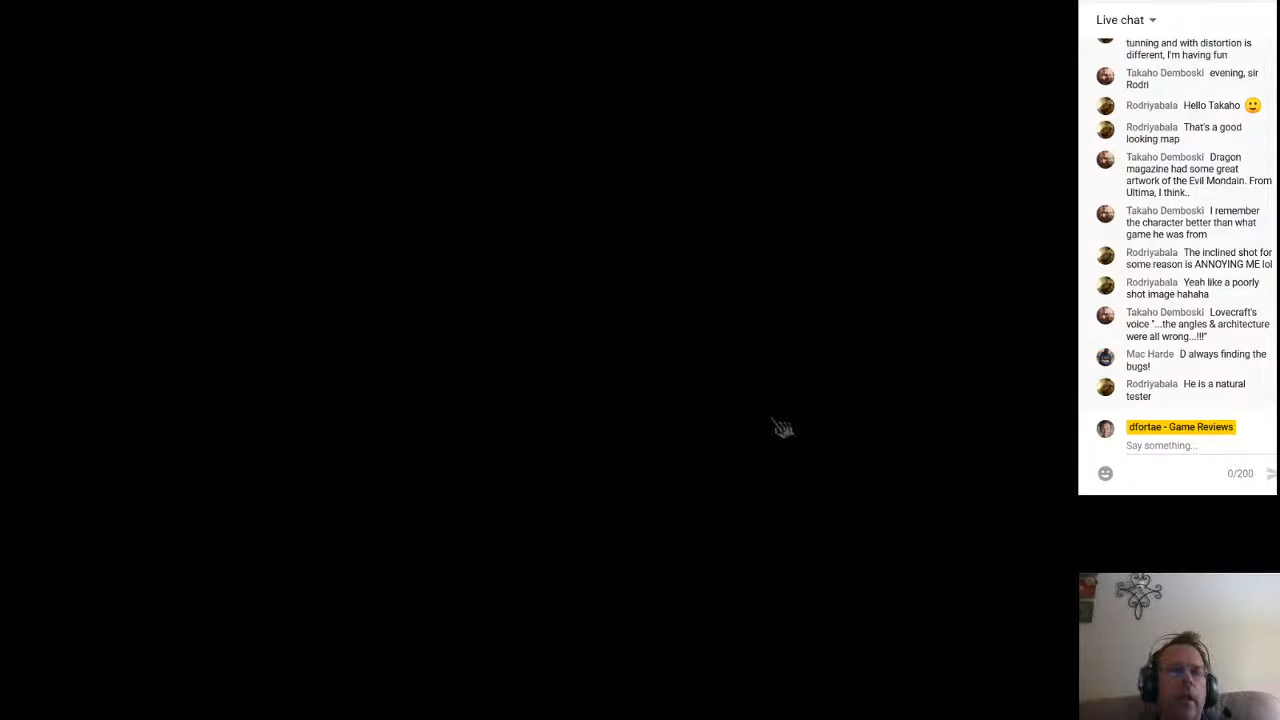 Live chat
tunning and with distortion is
different, I'm having fun
Takaho Demboski evening, sir
Rodri
Rodriyabala Hello Takaho
Rodriyabala That's a good
looking map
Takaho Demboski Dragon
magazine had some great
artwork of the Evil Mondain. From
Ultima, I think..
Takaho Demboski I remember
the character better than what
game he was from
Rodriyabala The inclined shot for
some reason is ANNOYING ME lol
Rodriyabala Yeah like a poorly
shot image hahaha
Takaho Demboski Lovecraft's
voice "...the angles & architecture
were all wrong...!!!"
Mac Harde D always finding the
bugs!
Rodriyabala He is a natural
tester
dfortae - Game Reviews
Say something...
0/200